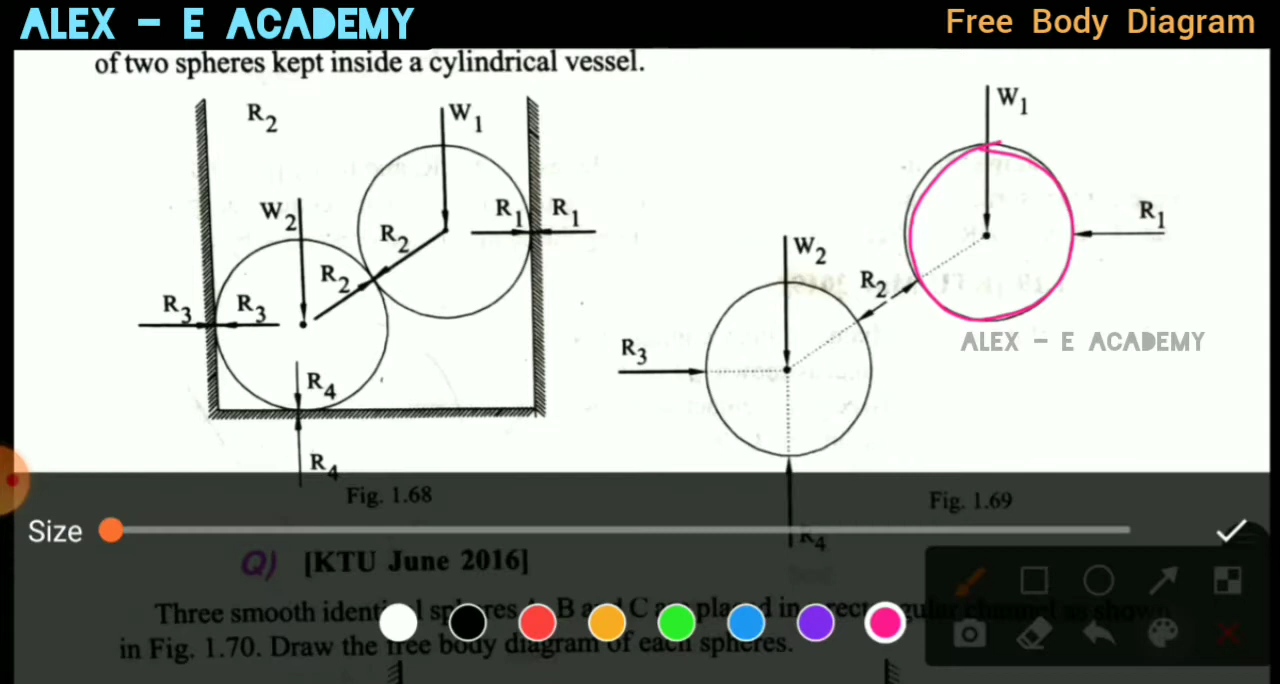 ALEX – E ACADEMY
Free Body Diagram
of two spheres kept inside a cylindrical vessel.
R2
W1
W2
R2
R1
R1
R2
R3
R3
R4
R4
Fig. 1.68
W1
R1
W2
R2
ALEX – E ACADEMY
R3
R4
Fig. 1.69
Size
Q) [KTU June 2016]
Three smooth identical spheres A, B and C are placed in a rectangular channel as shown
in Fig. 1.70. Draw the free body diagram of each spheres.